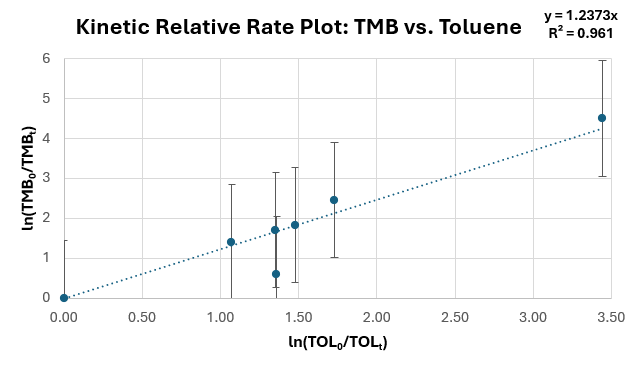 Kinetic Relative Rate Plot: TMB vs. Toluene
y = 1.2373x
R² = 0.961
6
5
4
3
2
1
0
ln(TMB₀/TMBₜ)
0.00 0.50 1.00 1.50 2.00 2.50 3.00 3.50
ln(TOL₀/TOLₜ)